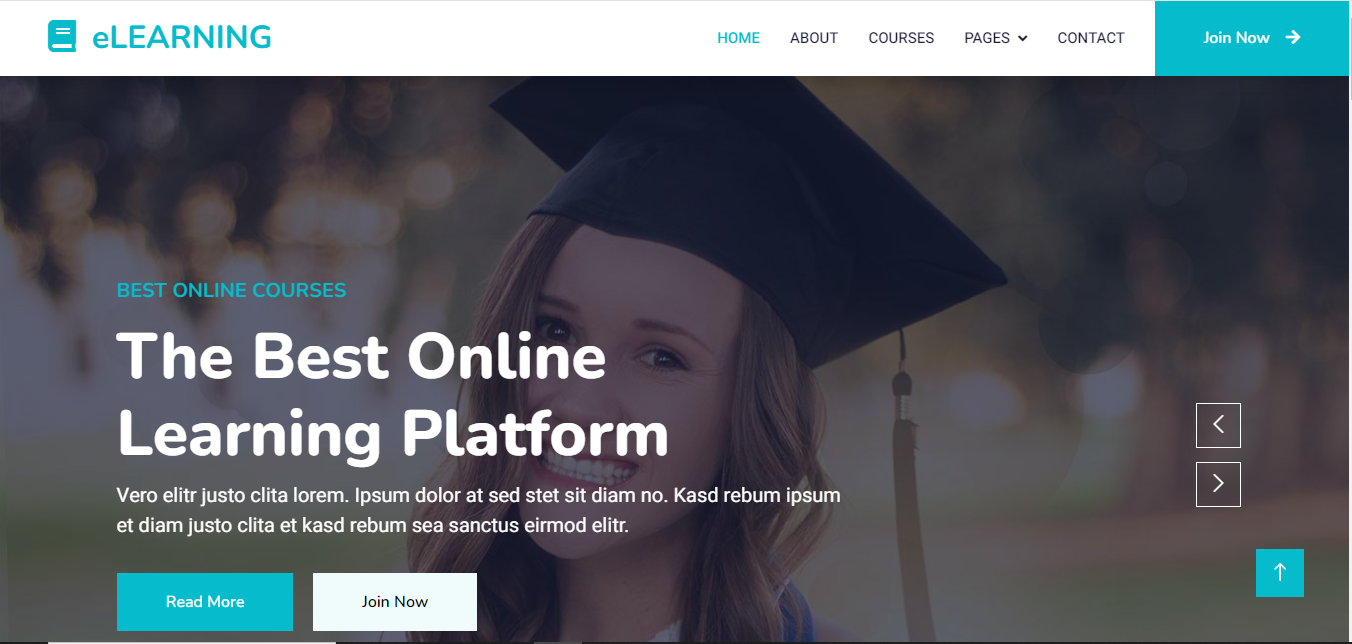 eLEARNING
HOME ABOUT COURSES PAGES CONTACT Join Now
BEST ONLINE COURSES
The Best Online
Learning Platform
Vero elitr justo clita lorem. Ipsum dolor at sed stet sit diam no. Kasd rebum ipsum
et diam justo clita et kasd rebum sea sanctus eirmod elitr.
Read More Join Now